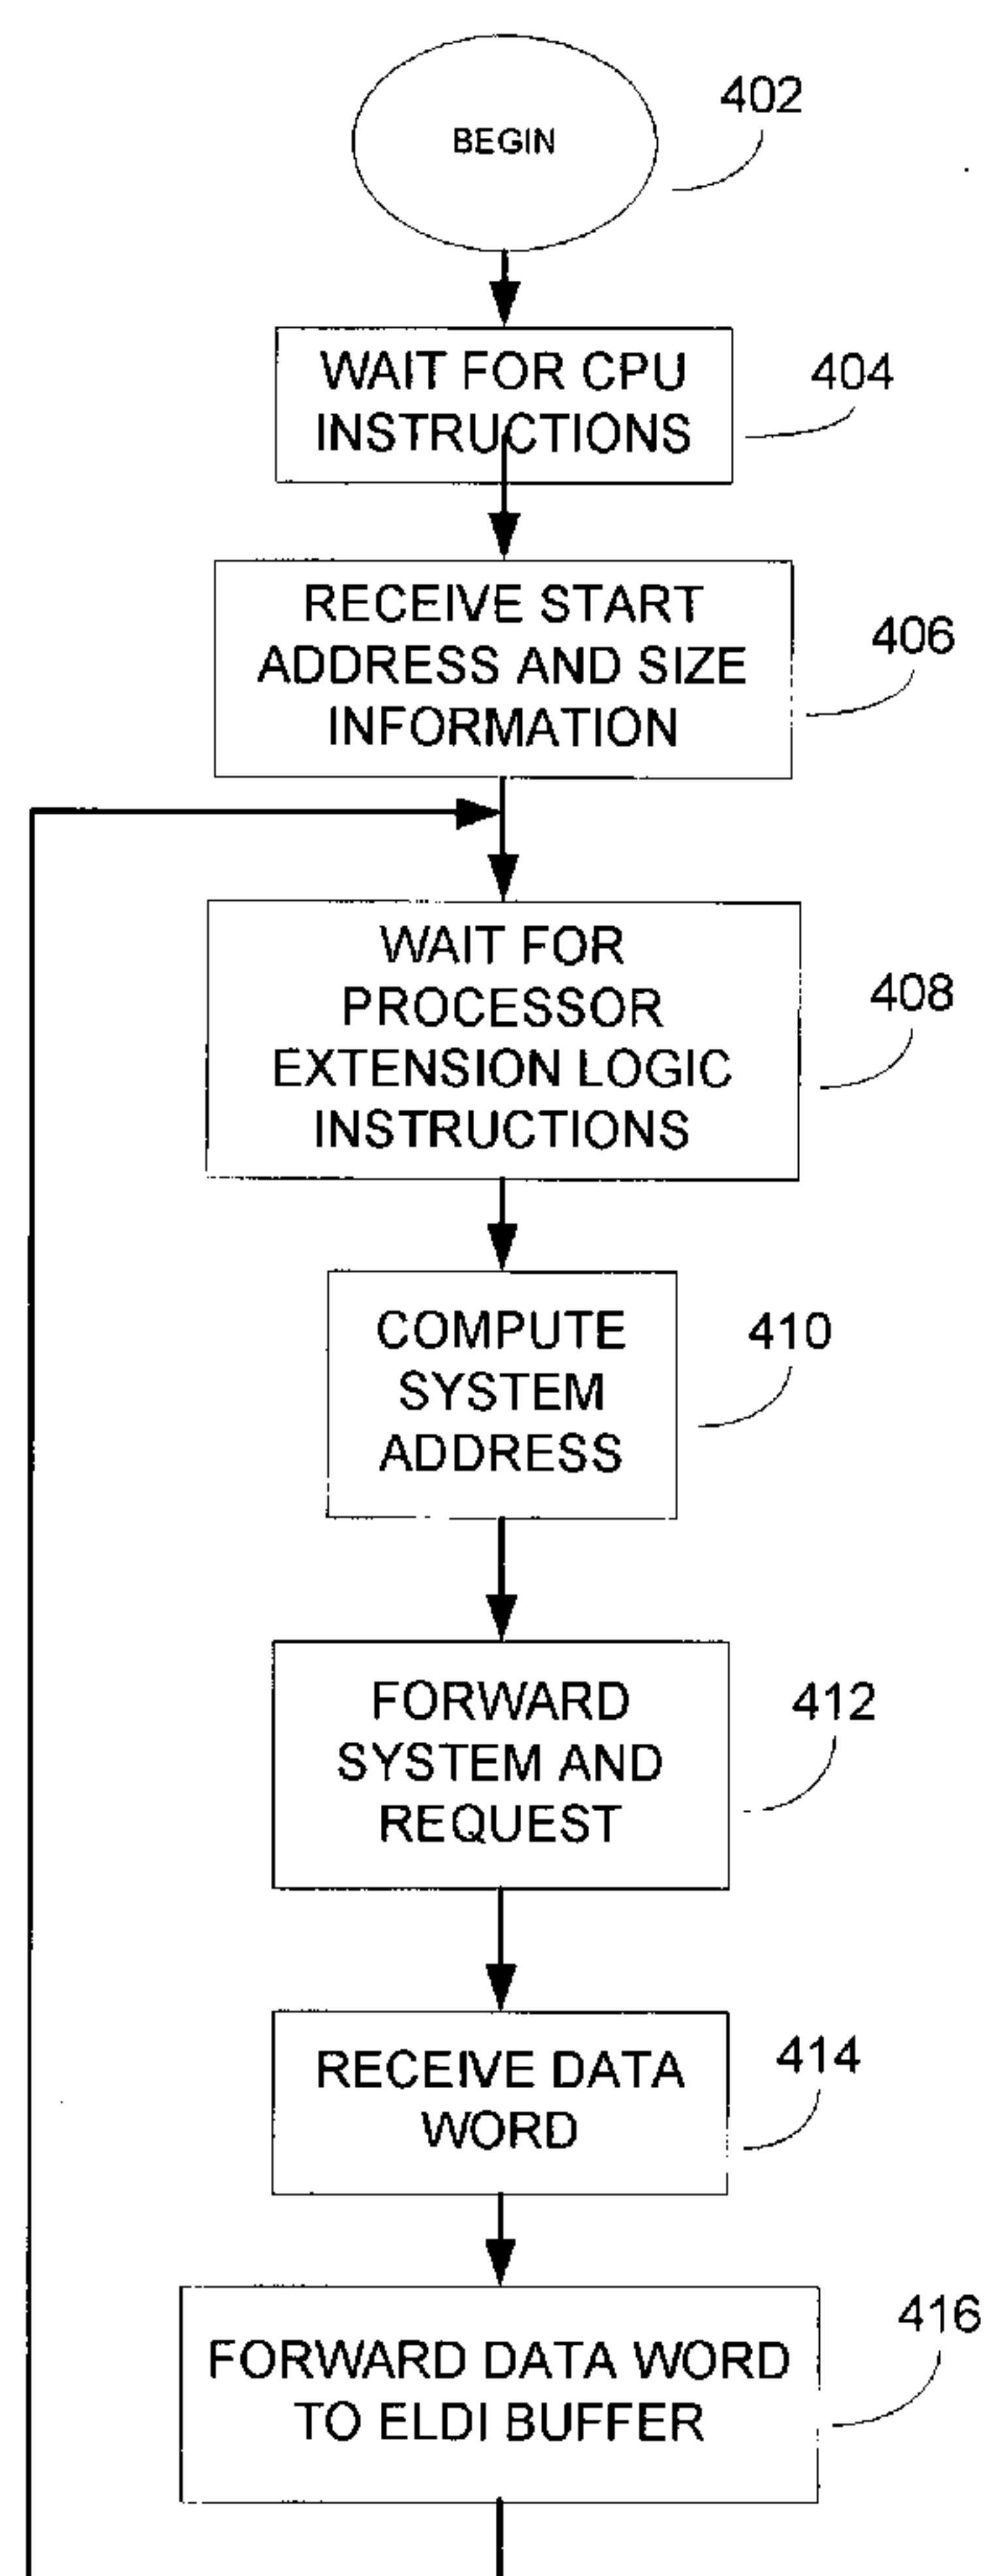 BEGIN
402
WAIT FOR CPU
INSTRUCTIONS
404
RECEIVE START
ADDRESS AND SIZE
INFORMATION
406
WAIT FOR
PROCESSOR
EXTENSION LOGIC
INSTRUCTIONS
408
COMPUTE
SYSTEM
ADDRESS
410
FORWARD
SYSTEM AND
REQUEST
412
RECEIVE DATA
WORD
414
FORWARD DATA WORD
TO ELDI BUFFER
416